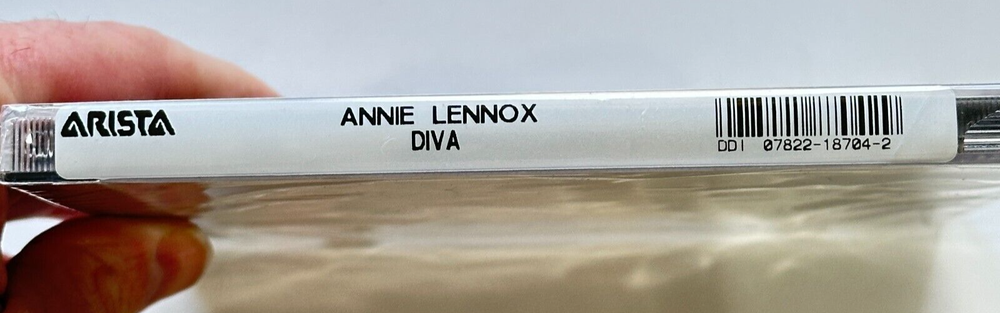 ARISTA
ANNIE LENNOX
DIVA
DDI 07822-18704-2